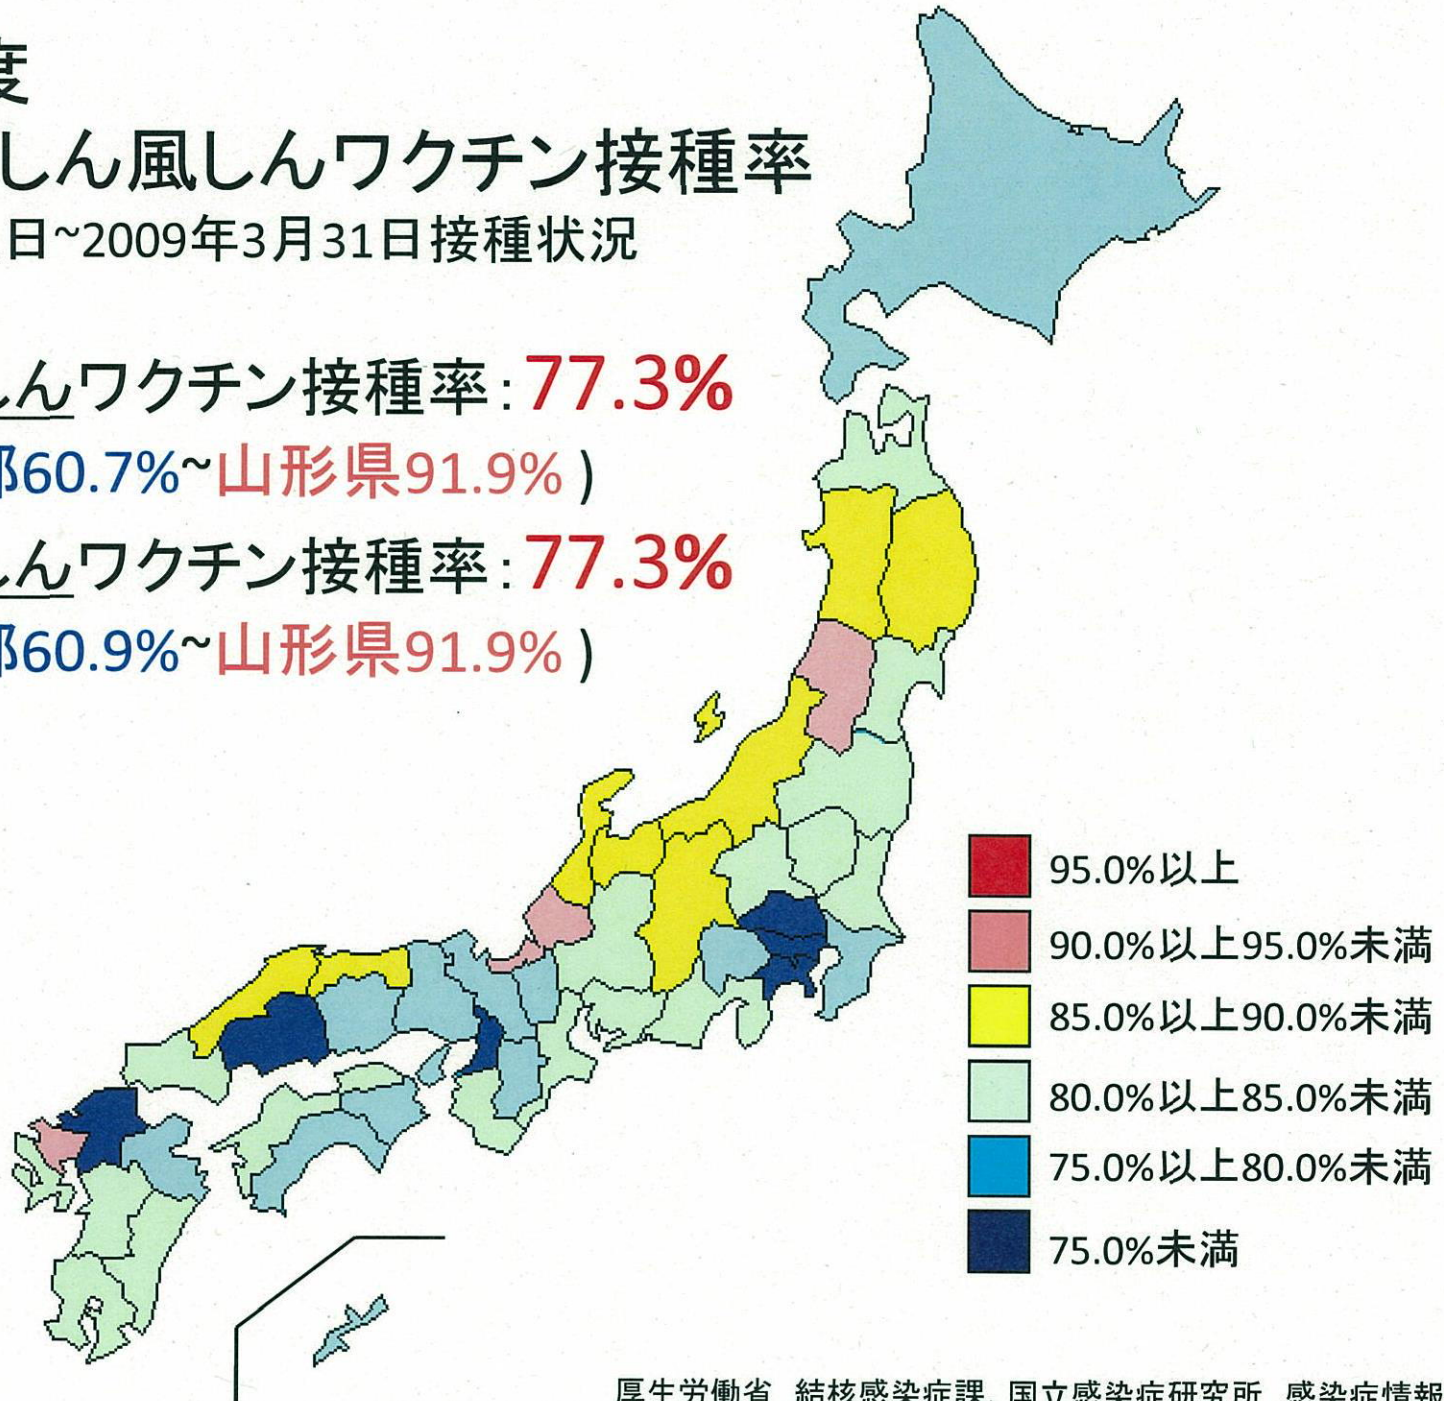 度
しん風しんワクチン接種率
日~2009年3月31日接種状況
しんワクチン接種率:77.3%
60.7%~山形県91.9% )
しんワクチン接種率:77.3%
60.9%~山形県91.9% )
95.0%以上
90.0%以上95.0%未満
85.0%以上90.0%未満
80.0%以上85.0%未満
75.0%以上80.0%未満
75.0%未満
厚生労働省 結核感染症課、国立感染症研究所 感染症情報